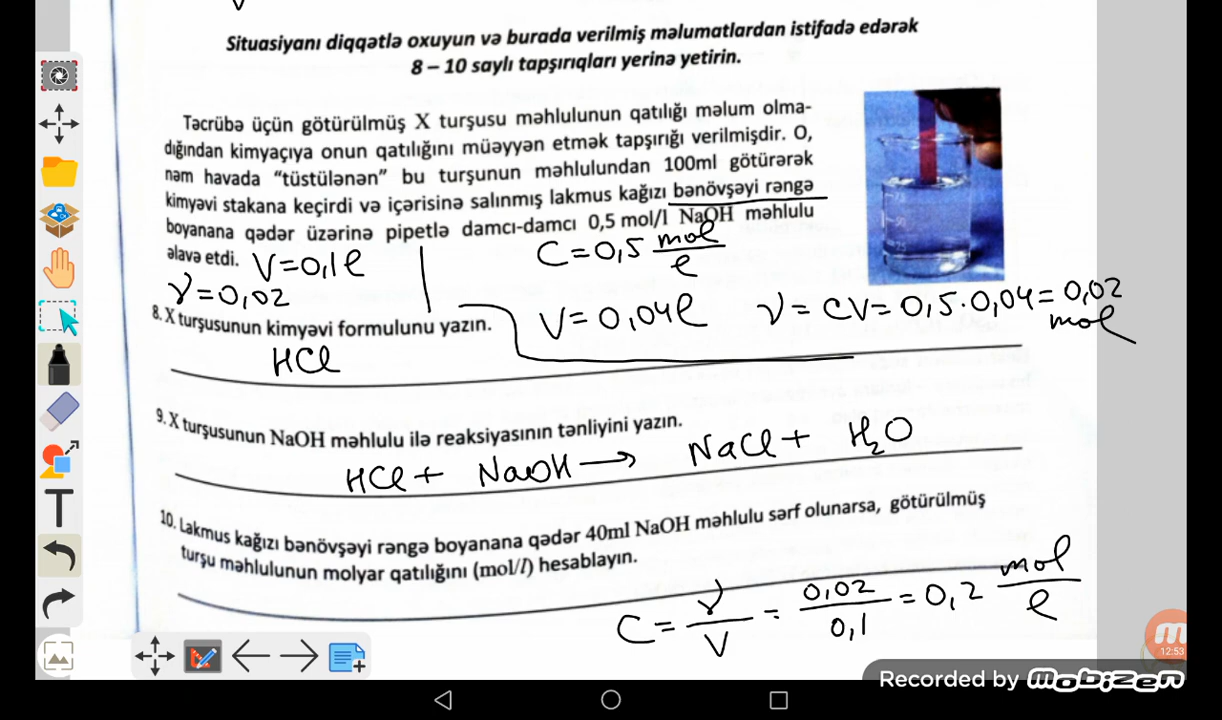 Situasiyanı diqqətlə oxuyun və burada verilmiş məlumatlardan istifadə edərək
8 – 10 saylı tapşırıqları yerinə yetirin.
Təcrübə üçün götürülmüş X turşusu məhlulunun qatılığı məlum olma-
dığından kimyaçıya onun qatılığını müəyyən etmək tapşırığı verilmişdir. O,
nəm havada “tüstülənən” bu turşunun məhlulundan 100ml götürərək
kimyəvi stəkana keçirdi və içərisinə salınmış lakmus kağızı bənövşəyi rəngə
boyanana qədər üzərinə pipetlə damcı-damcı 0,5 mol/l NaOH məhlulu
əlavə etdi. V=0,1l
C=0,5 mol/l
ν=0,02
V=0,04l
ν=CV=0,5·0,04=0,02 mol
8. X turşusunun kimyəvi formulunu yazın.
HCl
9. X turşusunun NaOH məhlulu ilə reaksiyasının tənliyini yazın.
HCl + NaOH → NaCl + H₂O
10. Lakmus kağızı bənövşəyi rəngə boyanana qədər 40ml NaOH məhlulu sərf olunarsa, götürülmüş
turşu məhlulunun molyar qatılığını (mol/l) hesablayın.
C = ν/V = 0,02/0,1 = 0,2 mol/l
T
12:53
Recorded by mobizen